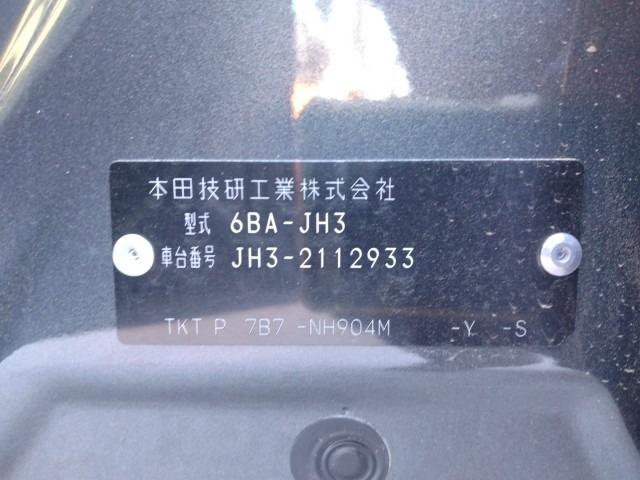 本田技研工業株式会社
型式 6BA-JH3
車台番号 JH3-2112933
TKT P 7B7 -NH904M -Y -S